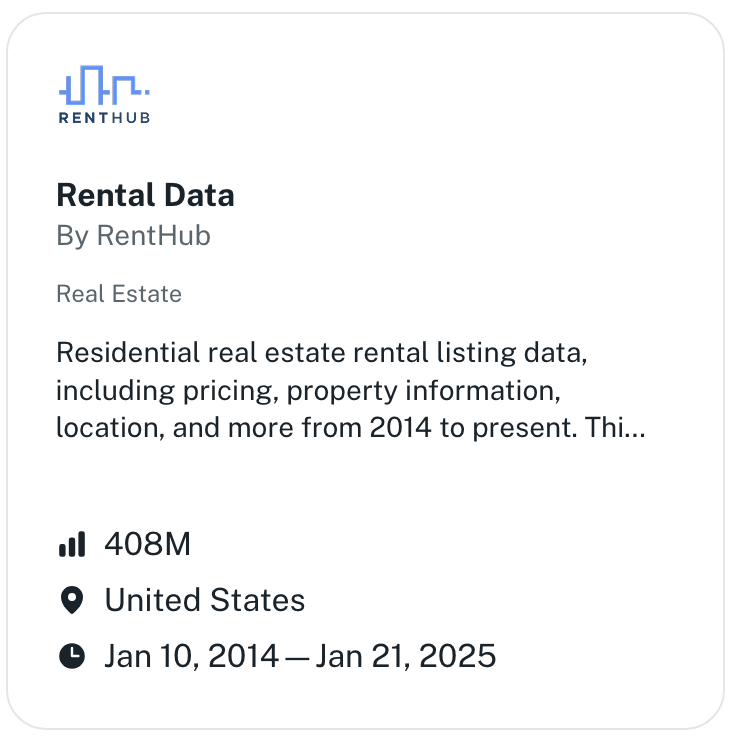 RENTHUB
Rental Data
By RentHub
Real Estate
Residential real estate rental listing data,
including pricing, property information,
location, and more from 2014 to present. Thi...
408M
United States
Jan 10, 2014 — Jan 21, 2025